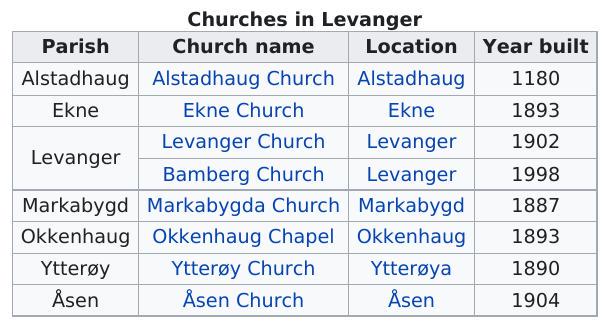 Churches in Levanger
Parish Church name Location Year built
Alstadhaug Alstadhaug Church Alstadhaug 1180
Ekne Ekne Church Ekne 1893
Levanger Levanger Church Levanger 1902
Bamberg Church Levanger 1998
Markabygd Markabygda Church Markabygd 1887
Okkenhaug Okkenhaug Chapel Okkenhaug 1893
Ytterøy Ytterøy Church Ytterøya 1890
Åsen Åsen Church Åsen 1904